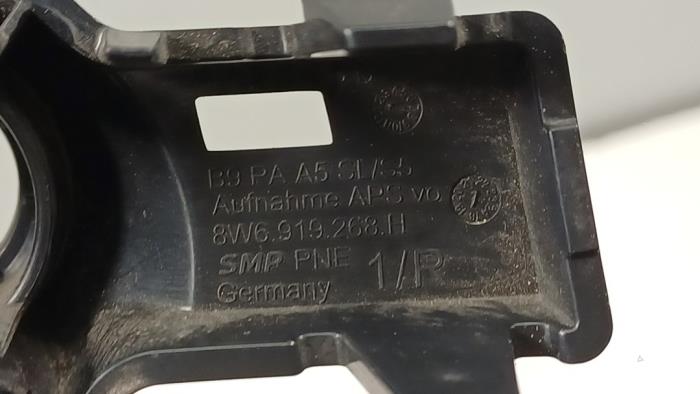 B9 PA A5 SL/S5
Aufnahme APS vo
8W6.919.268.H
SMP PNE 1/R
Germany